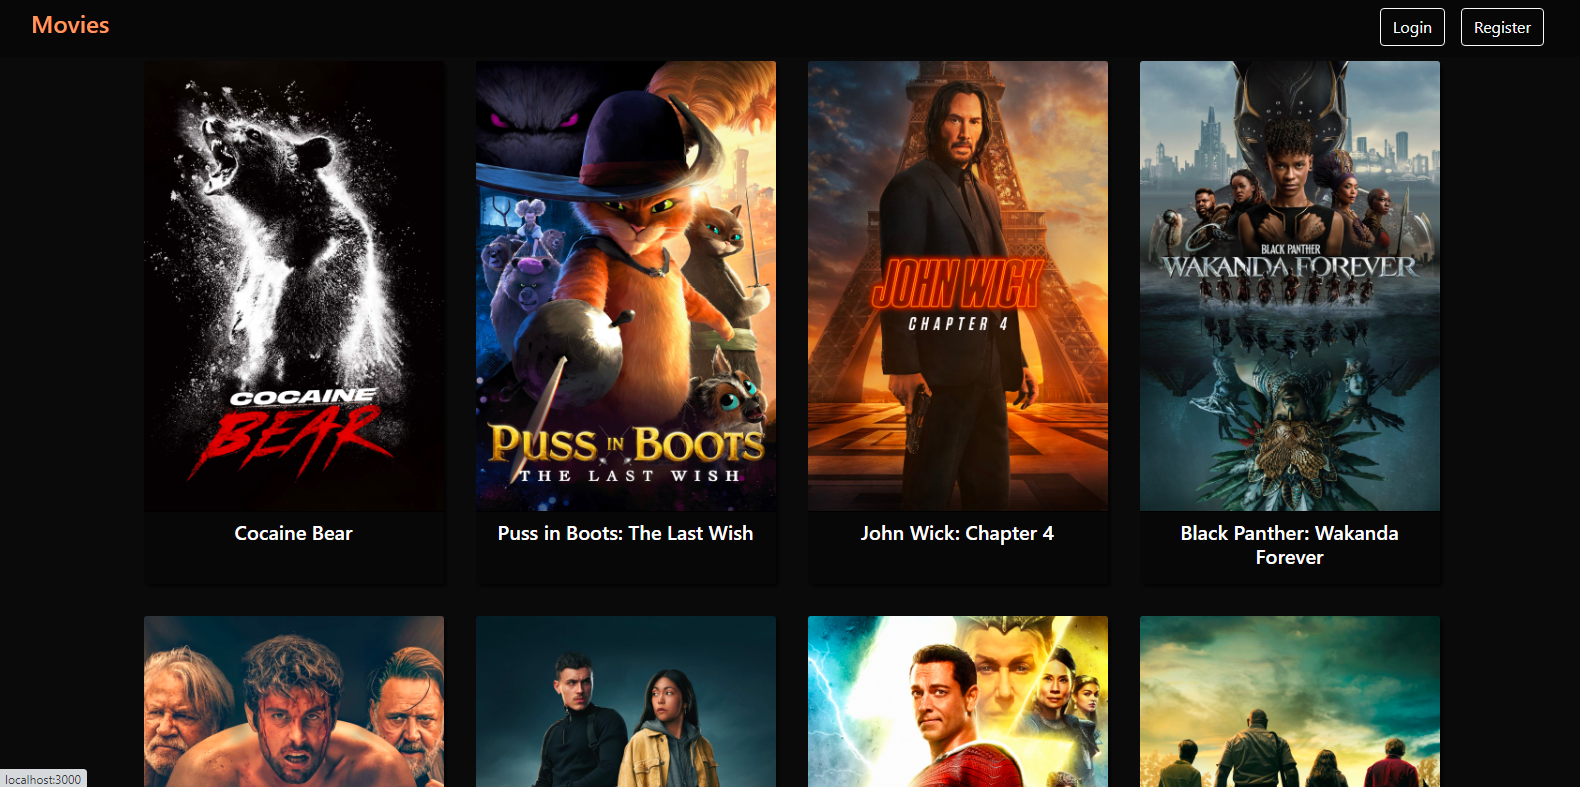 Movies
Login
Register
COCAINE
BEAR
PUSS IN BOOTS
THE LAST WISH
JOHN WICK
CHAPTER 4
BLACK PANTHER
WAKANDA FOREVER
Cocaine Bear
Puss in Boots: The Last Wish
John Wick: Chapter 4
Black Panther: Wakanda
Forever
localhost:3000